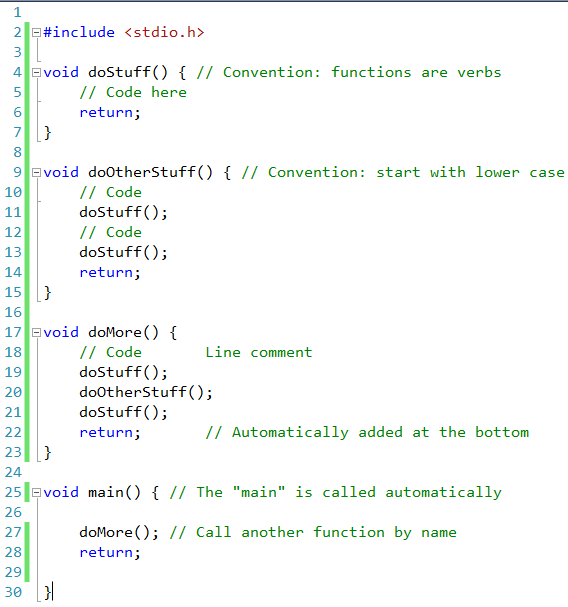 1
2 #include <stdio.h>
3
4 void doStuff() { // Convention: functions are verbs
5 // Code here
6 return;
7 }
8
9 void doOtherStuff() { // Convention: start with lower case
10 // Code
11 doStuff();
12 // Code
13 doStuff();
14 return;
15 }
16
17 void doMore() {
18 // Code Line comment
19 doStuff();
20 doOtherStuff();
21 doStuff();
22 return; // Automatically added at the bottom
23 }
24
25 void main() { // The "main" is called automatically
26
27 doMore(); // Call another function by name
28 return;
29
30 }